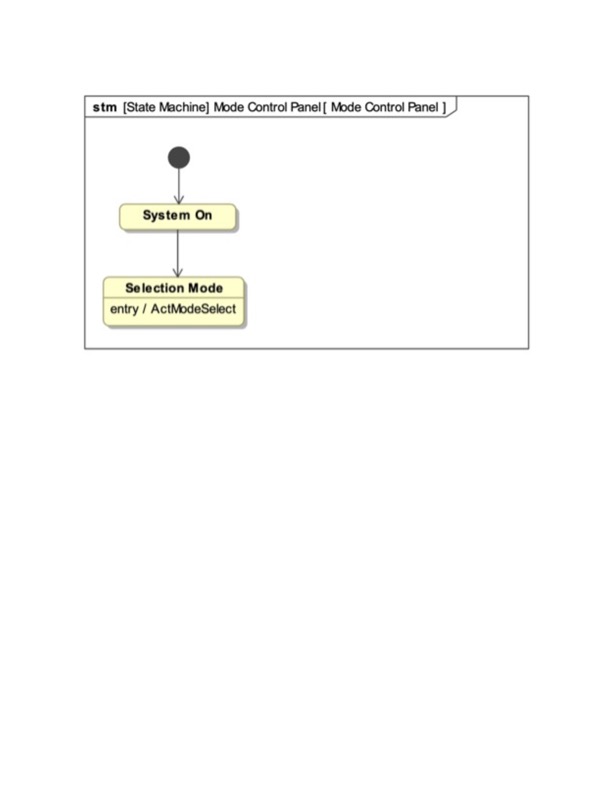 stm [State Machine] Mode Control Panel [ Mode Control Panel ]
System On
Selection Mode
entry / ActModeSelect